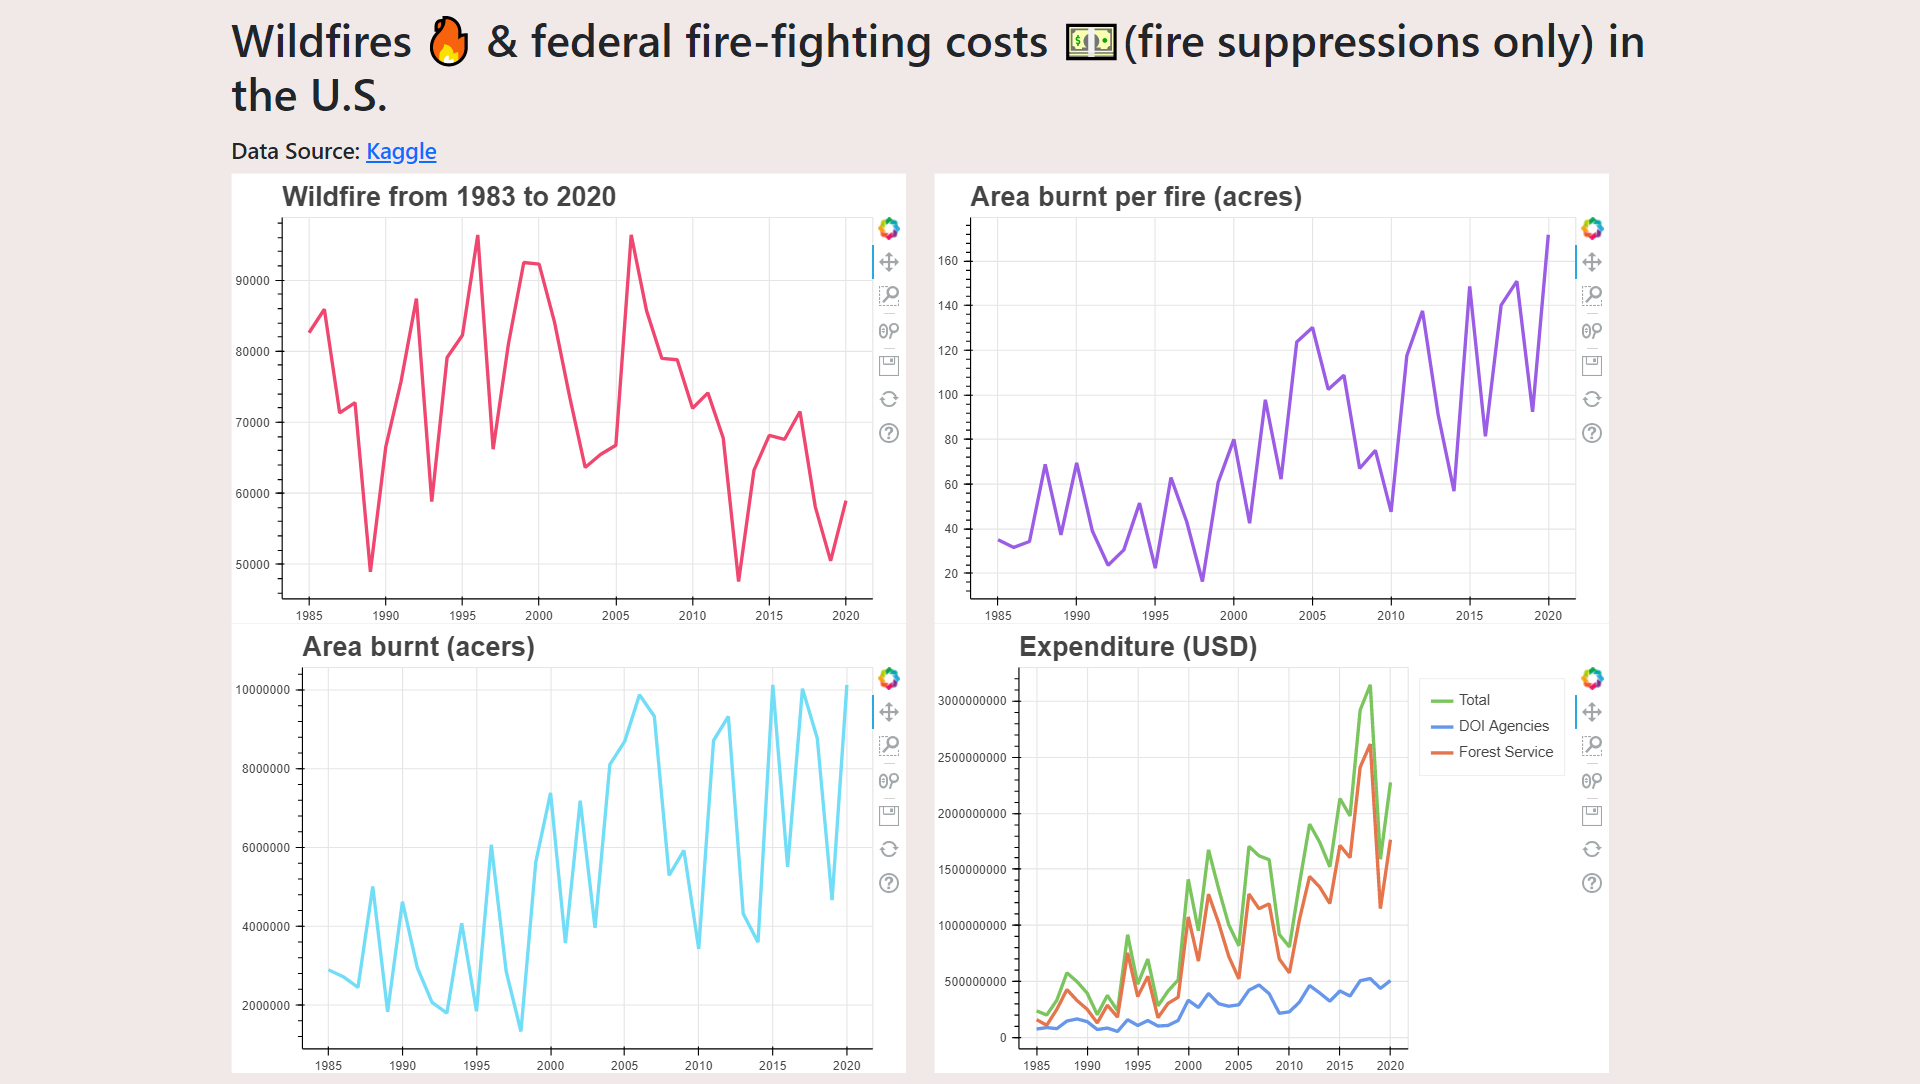 Wildfires 🔥 & federal fire-fighting costs 💵(fire suppressions only) in
the U.S.
Data Source: Kaggle
Wildfire from 1983 to 2020
90000
80000
70000
60000
50000
1985 1990 1995 2000 2005 2010 2015 2020
Area burnt per fire (acres)
160
140
120
100
80
60
40
20
1985 1990 1995 2000 2005 2010 2015 2020
Area burnt (acers)
10000000
8000000
6000000
4000000
2000000
1985 1990 1995 2000 2005 2010 2015 2020
Expenditure (USD)
3000000000
2500000000
2000000000
1500000000
1000000000
500000000
0
1985 1990 1995 2000 2005 2010 2015 2020
Total
DOI Agencies
Forest Service